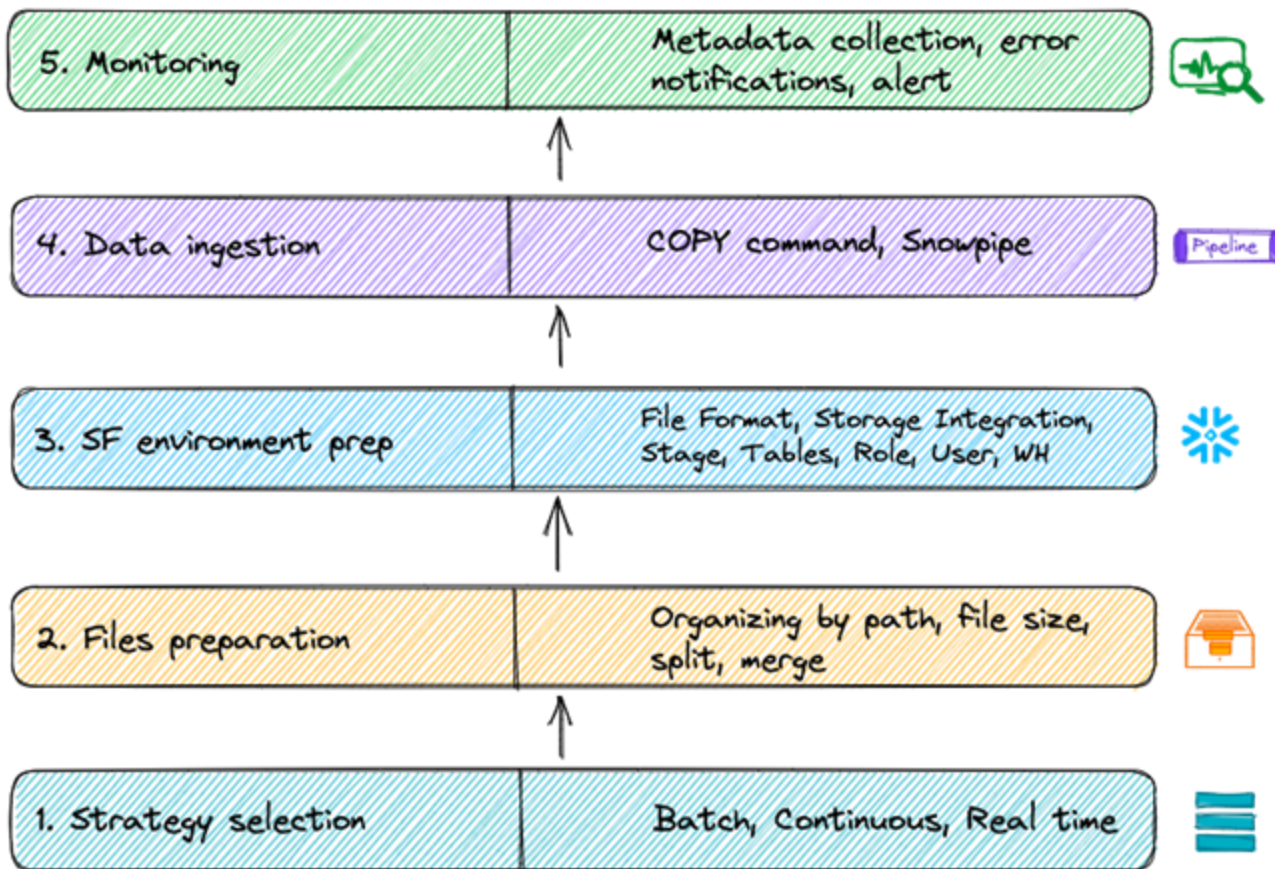 5. Monitoring
Metadata collection, error
notifications, alert
4. Data ingestion
COPY command, Snowpipe
Pipeline
3. SF environment prep
File Format, Storage Integration,
Stage, Tables, Role, User, WH
2. Files preparation
Organizing by path, file size,
split, merge
1. Strategy selection
Batch, Continuous, Real time